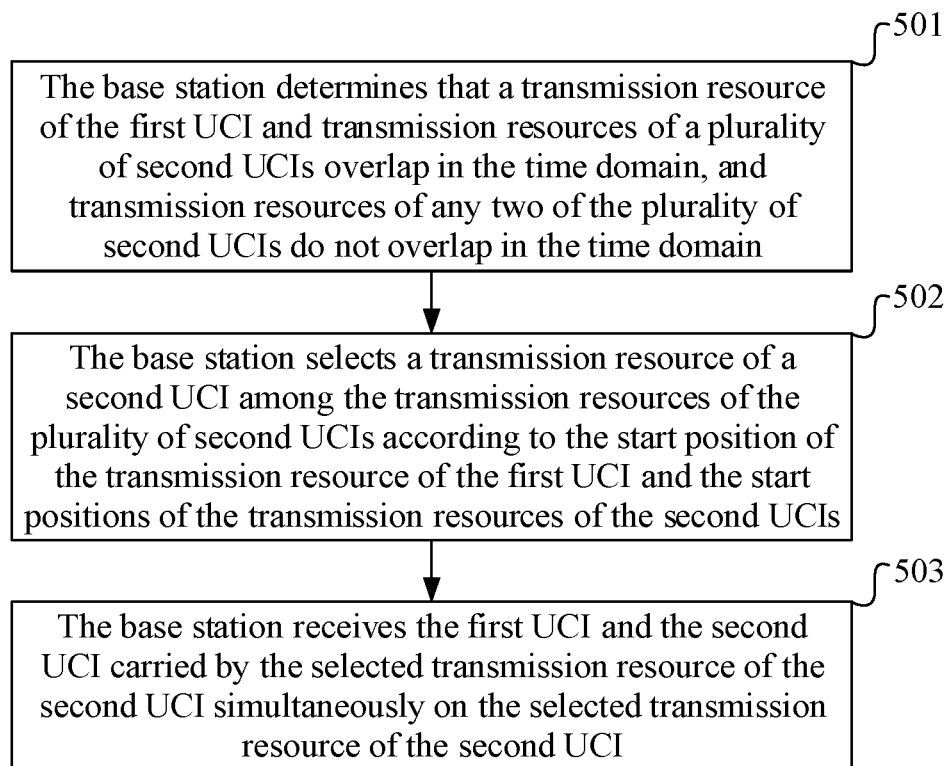 501
The base station determines that a transmission resource
of the first UCI and transmission resources of a plurality
of second UCIs overlap in the time domain, and
transmission resources of any two of the plurality of
second UCIs do not overlap in the time domain
502
The base station selects a transmission resource of a
second UCI among the transmission resources of the
plurality of second UCIs according to the start position of
the transmission resource of the first UCI and the start
positions of the transmission resources of the second UCIs
503
The base station receives the first UCI and the second
UCI carried by the selected transmission resource of the
second UCI simultaneously on the selected transmission
resource of the second UCI